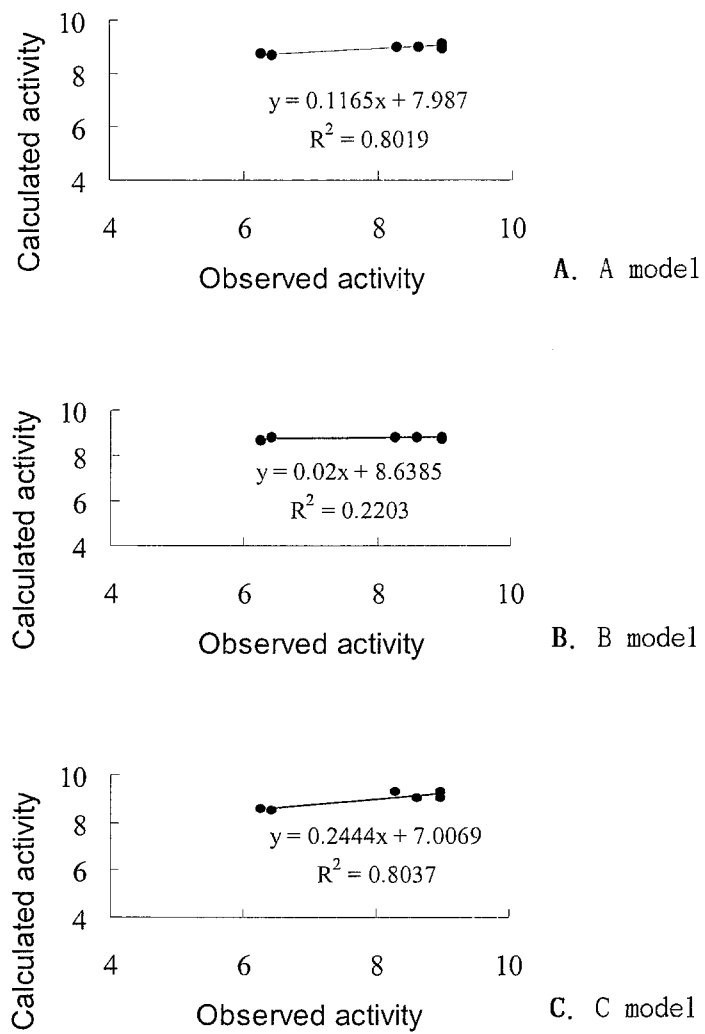 10
8
6
4
Calculated activity
y = 0.1165x + 7.987
R² = 0.8019
4 6 8 10
Observed activity
A. A model
10
8
6
4
Calculated activity
y = 0.02x + 8.6385
R² = 0.2203
4 6 8 10
Observed activity
B. B model
10
8
6
4
Calculated activity
y = 0.2444x + 7.0069
R² = 0.8037
4 6 8 10
Observed activity
C. C model